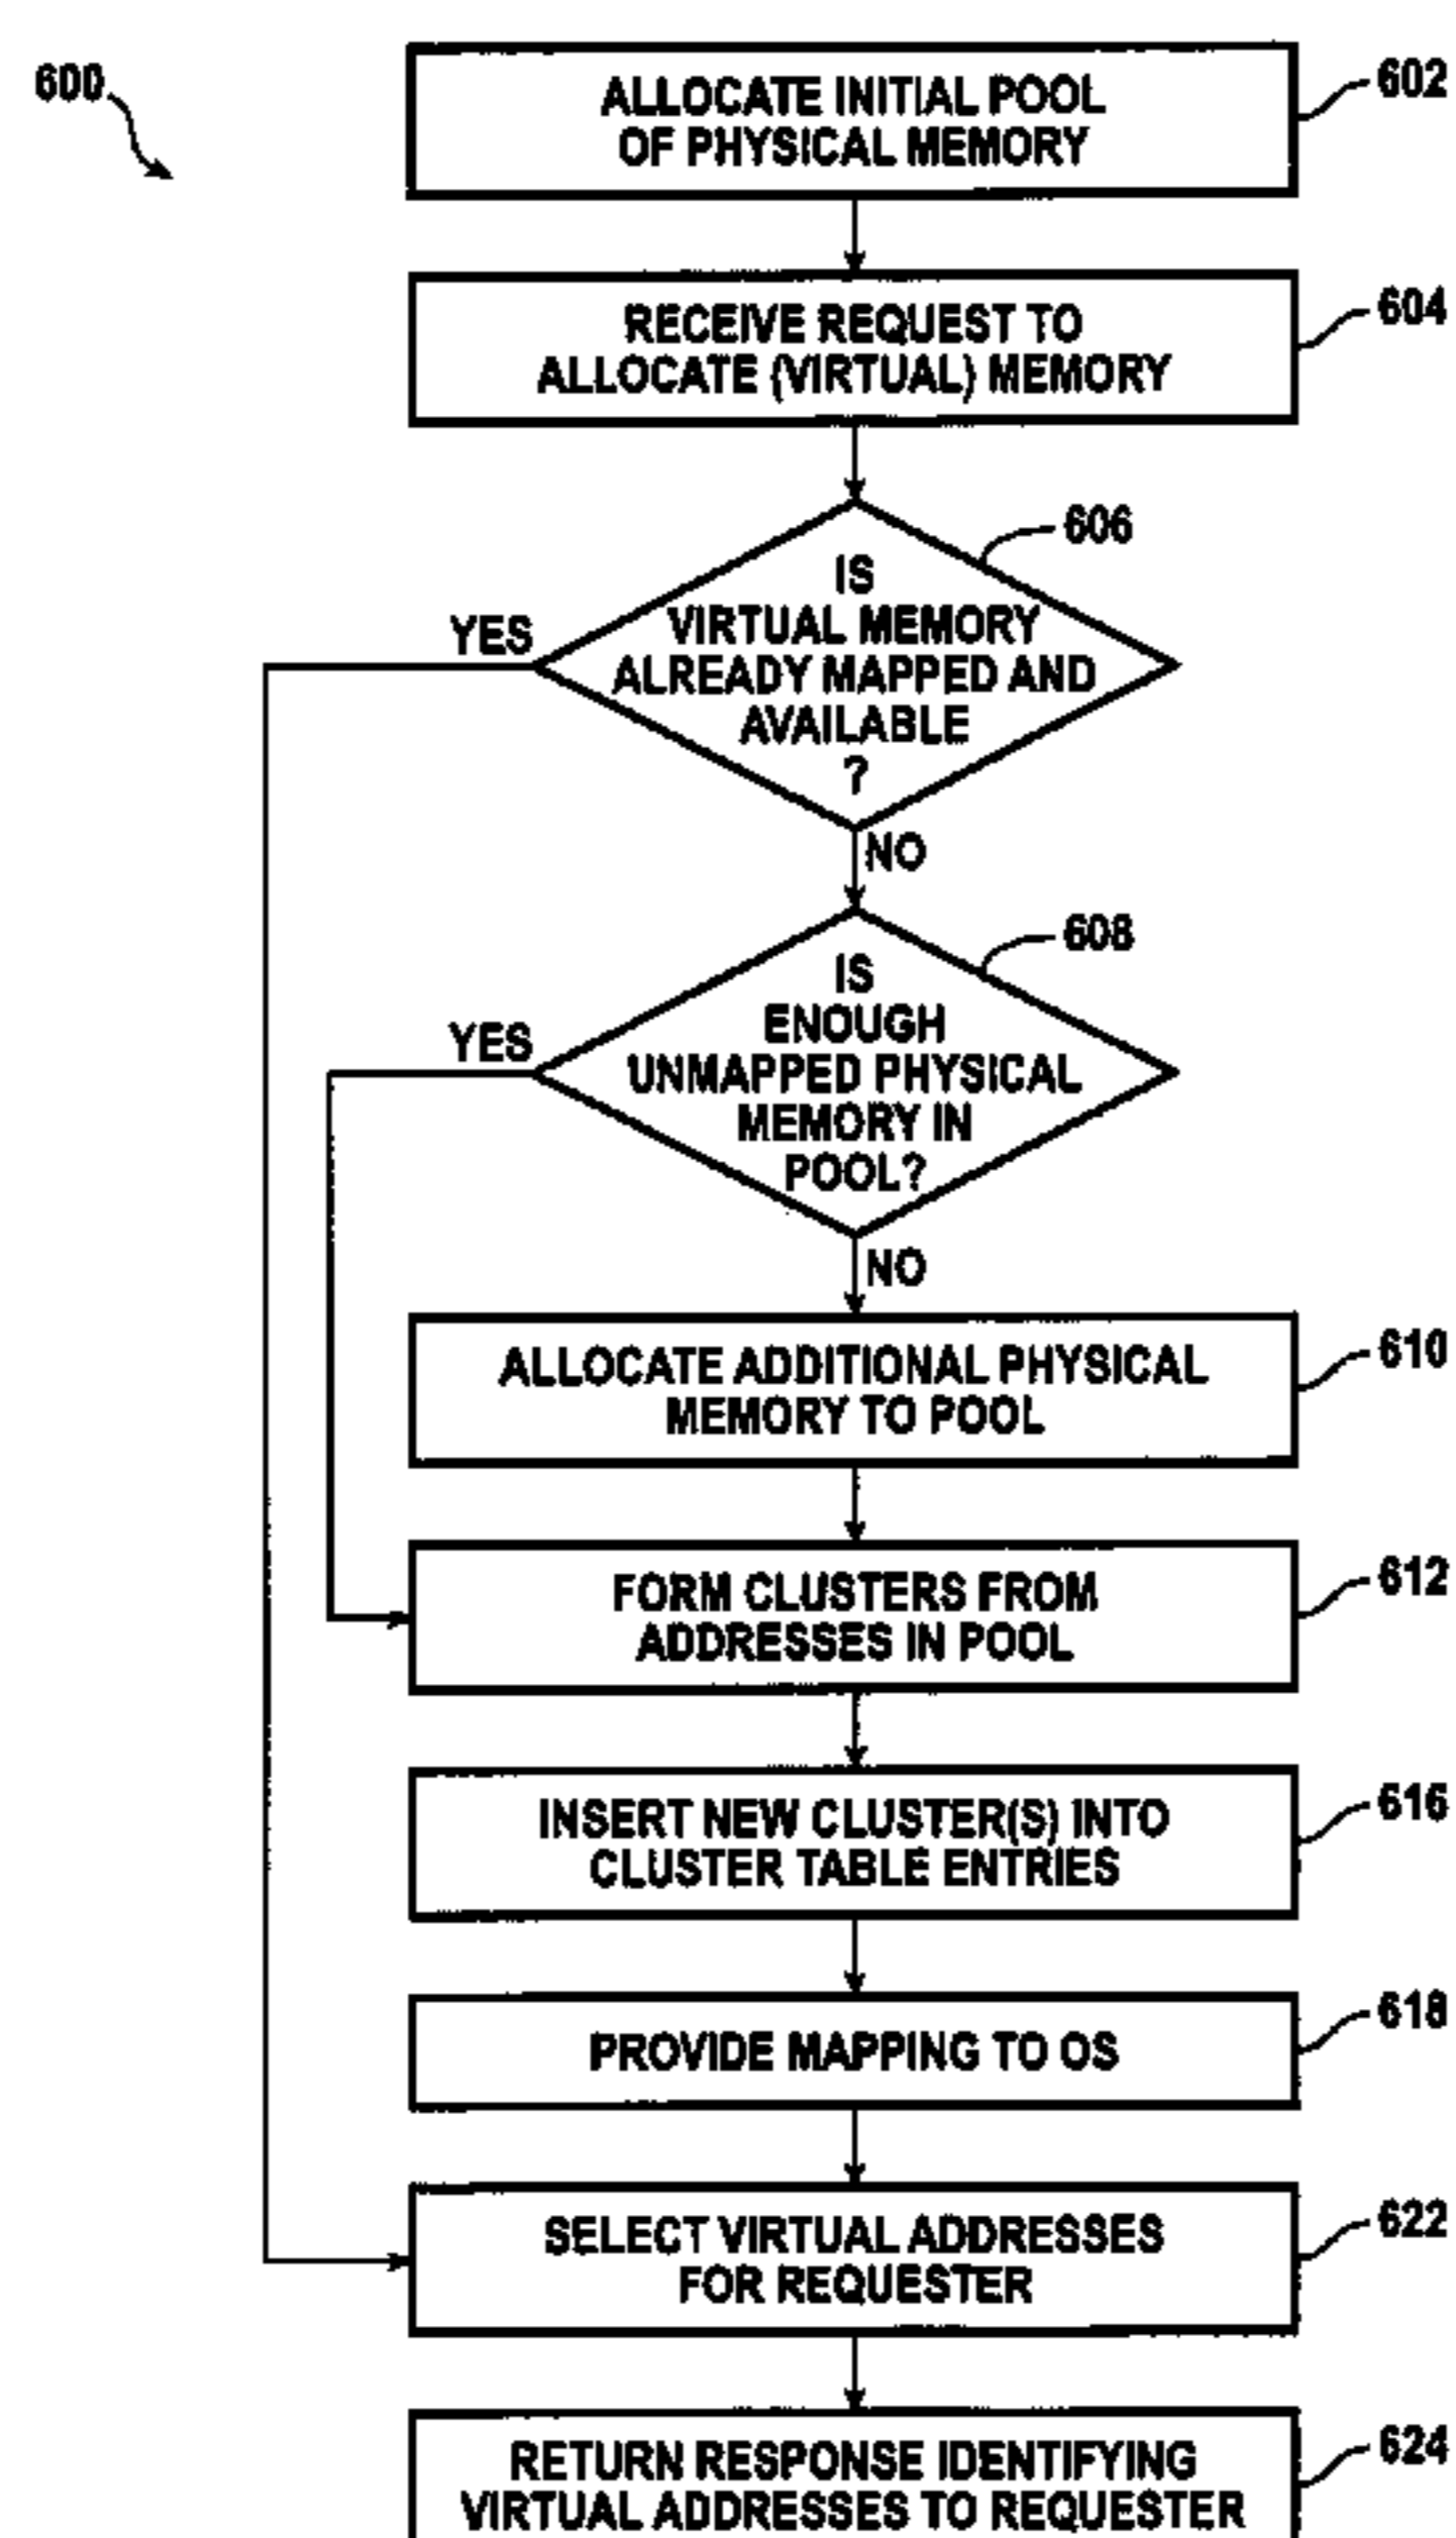 600
ALLOCATE INITIAL POOL
OF PHYSICAL MEMORY
602
RECEIVE REQUEST TO
ALLOCATE (VIRTUAL) MEMORY
604
606
IS
VIRTUAL MEMORY
ALREADY MAPPED AND
AVAILABLE
?
YES
NO
608
IS
ENOUGH
UNMAPPED PHYSICAL
MEMORY IN
POOL?
YES
NO
ALLOCATE ADDITIONAL PHYSICAL
MEMORY TO POOL
610
FORM CLUSTERS FROM
ADDRESSES IN POOL
612
INSERT NEW CLUSTER(S) INTO
CLUSTER TABLE ENTRIES
616
PROVIDE MAPPING TO OS
618
SELECT VIRTUAL ADDRESSES
FOR REQUESTER
622
RETURN RESPONSE IDENTIFYING
VIRTUAL ADDRESSES TO REQUESTER
624